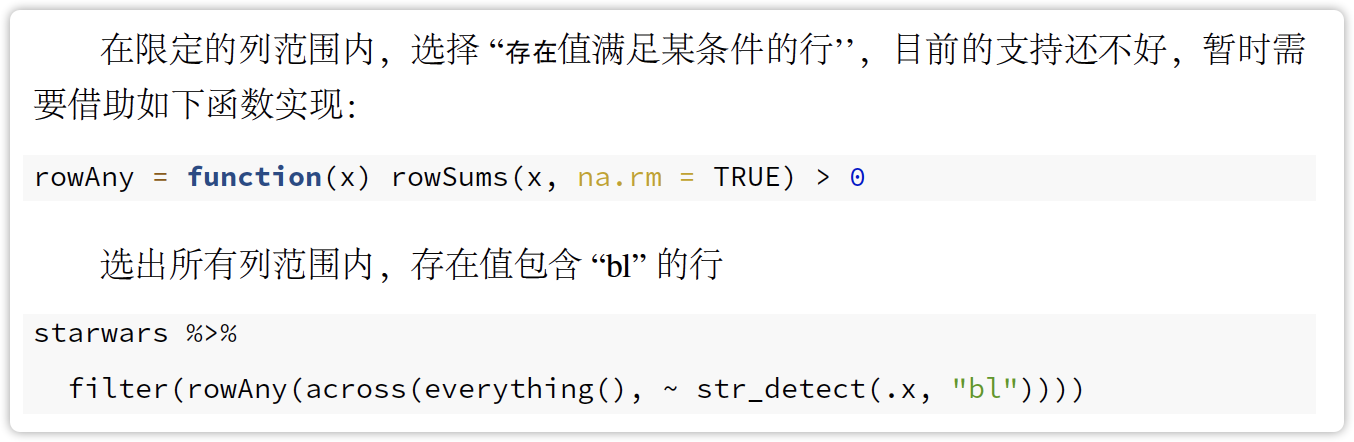 在限定的列范围内，选择 “存在值满足某条件的行’’，目前的支持还不好，暂时需
要借助如下函数实现：
rowAny = function(x) rowSums(x, na.rm = TRUE) > 0
选出所有列范围内，存在值包含 “bl” 的行
starwars %>%
  filter(rowAny(across(everything(), ~ str_detect(.x, "bl"))))